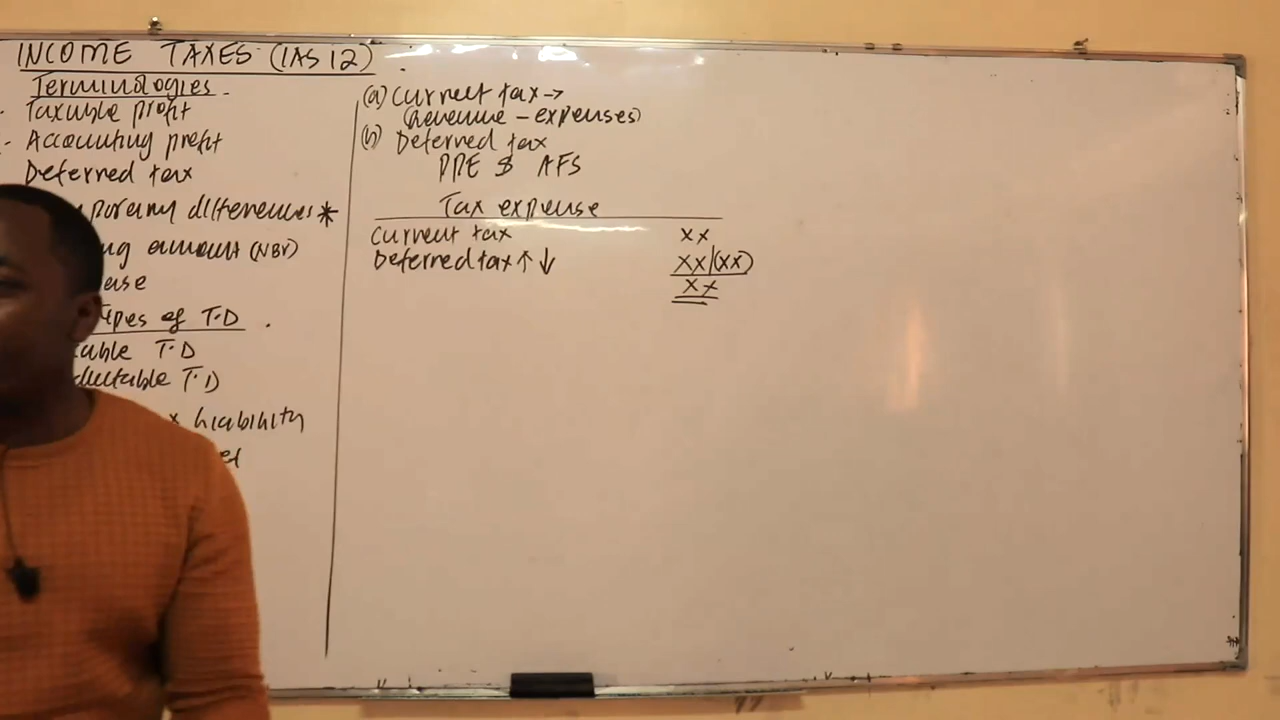 INCOME TAXES (IAS 12)
Terminologies
- Taxable profit
- Accounting profit
Deferred tax
differences *
amount (NBV)
Types of T.D
T.D
T.D
liability
(a) Current tax →
(Revenue - expenses)
(b) Deferred tax
PPE $ AFS
Tax expense
Current tax xx
Deferred tax ↑ ↓ xx/(xx)
xx